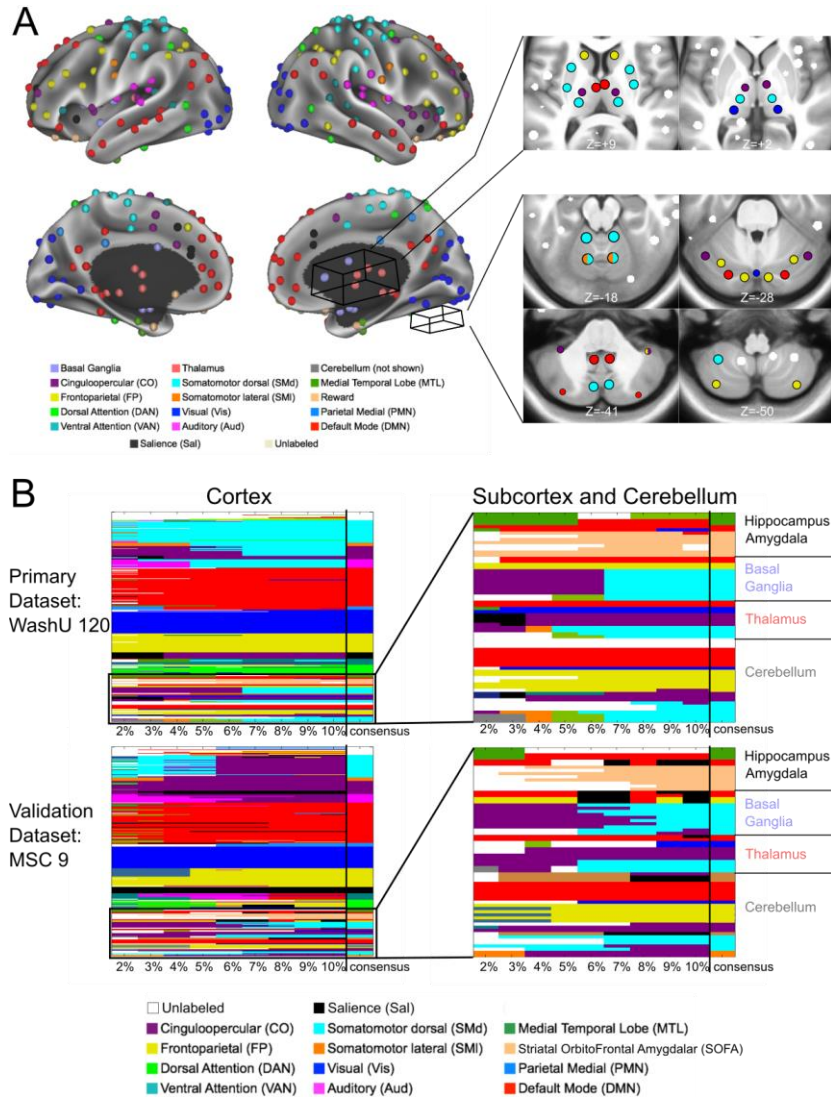 A
Z=+9
Z=+2
Z=-18
Z=-28
Z=-41
Z=-50
Basal Ganglia
Thalamus
Cerebellum (not shown)
Cinguloopercular (CO)
Somatomotor dorsal (SMd)
Medial Temporal Lobe (MTL)
Frontoparietal (FP)
Somatomotor lateral (SMl)
Reward
Dorsal Attention (DAN)
Visual (Vis)
Parietal Medial (PMN)
Ventral Attention (VAN)
Auditory (Aud)
Default Mode (DMN)
Salience (Sal)
Unlabeled
B
Cortex
Subcortex and Cerebellum
Primary
Dataset:
WashU 120
Hippocampus
Amygdala
Basal
Ganglia
Thalamus
Cerebellum
2% 3% 4% 5% 6% 7% 8% 9% 10% consensus
2% 3% 4% 5% 6% 7% 8% 9% 10% consensus
Validation
Dataset:
MSC 9
Hippocampus
Amygdala
Basal
Ganglia
Thalamus
Cerebellum
2% 3% 4% 5% 6% 7% 8% 9% 10% consensus
2% 3% 4% 5% 6% 7% 8% 9% 10% consensus
Unlabeled
Salience (Sal)
Cinguloopercular (CO)
Somatomotor dorsal (SMd)
Medial Temporal Lobe (MTL)
Frontoparietal (FP)
Somatomotor lateral (SMl)
Striatal OrbitoFrontal Amygdalar (SOFA)
Dorsal Attention (DAN)
Visual (Vis)
Parietal Medial (PMN)
Ventral Attention (VAN)
Auditory (Aud)
Default Mode (DMN)